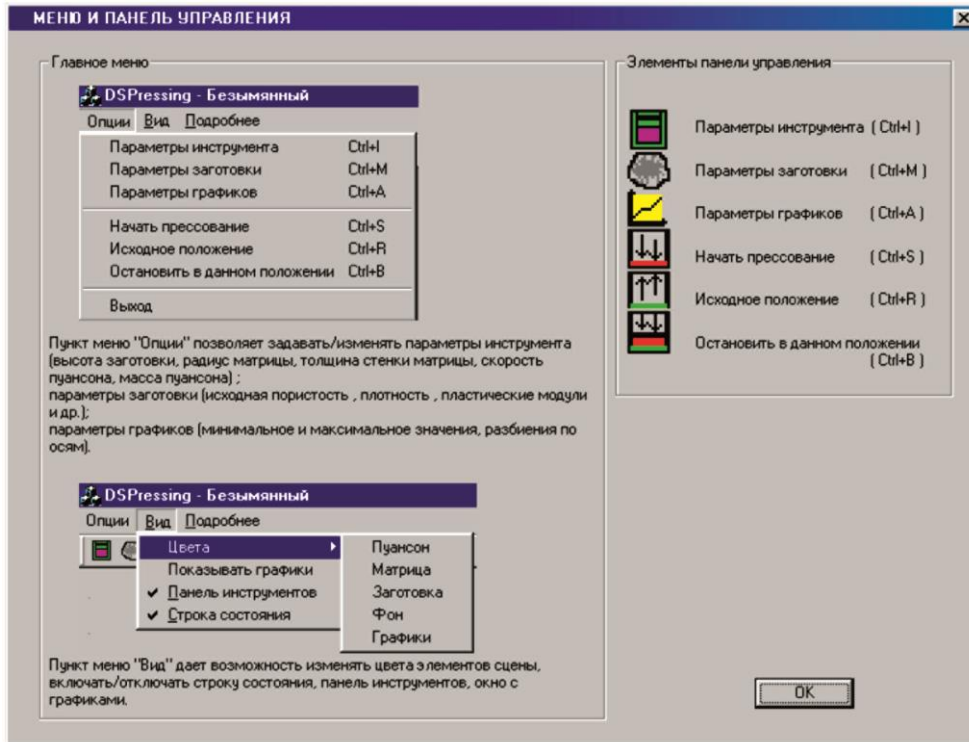 МЕНЮ И ПАНЕЛЬ УПРАВЛЕНИЯ
Главное меню
DSPressing - Безымянный
Опции Вид Подробнее
Параметры инструмента Ctrl+I
Параметры заготовки Ctrl+M
Параметры графиков Ctrl+A
Начать прессование Ctrl+S
Исходное положение Ctrl+R
Остановить в данном положении Ctrl+B
Выход
Пункт меню "Опции" позволяет задавать/изменять параметры инструмента
(высота заготовки, радиус матрицы, толщина стенки матрицы, скорость
пуансона, масса пуансона) ;
параметры заготовки (исходная пористость , плотность , пластические модули
и др.);
параметры графиков (минимальное и максимальное значения, разбиения по
осям).
DSPressing - Безымянный
Опции Вид Подробнее
Цвета
Показывать графики
Панель инструментов
Строка состояния
Пуансон
Матрица
Заготовка
Фон
Графики
Пункт меню "Вид" дает возможность изменять цвета элементов сцены,
включать/отключать строку состояния, панель инструментов, окно с
графиками.
Элементы панели управления
Параметры инструмента ( Ctrl+I )
Параметры заготовки ( Ctrl+M )
Параметры графиков ( Ctrl+A )
Начать прессование ( Ctrl+S )
Исходное положение ( Ctrl+R )
Остановить в данном положении
( Ctrl+B )
OK